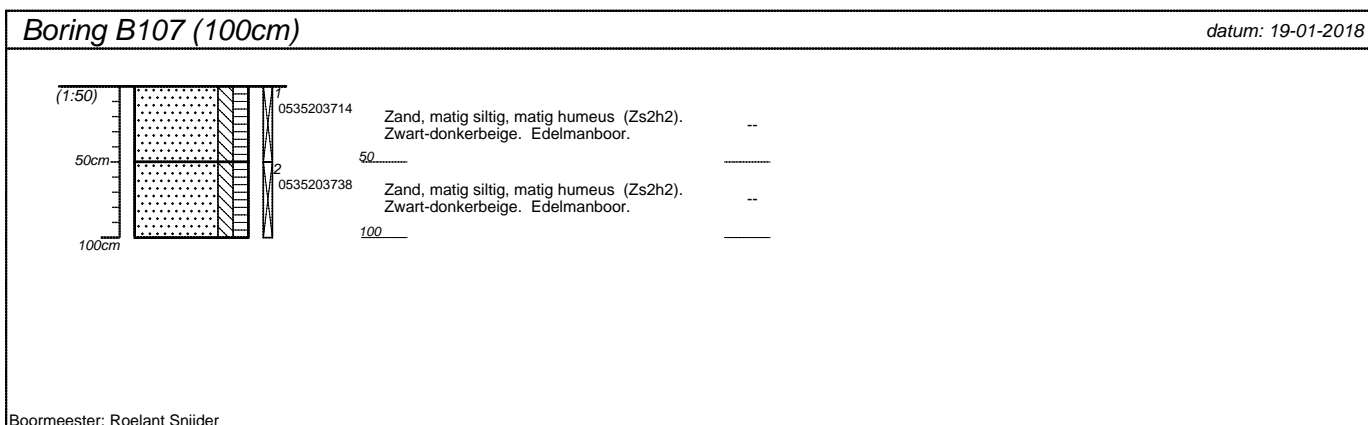 Boring B107 (100cm)
datum: 19-01-2018
(1:50)
1
0535203714
Zand, matig siltig, matig humeus (Zs2h2).
Zwart-donkerbeige. Edelmanboor.
--
50cm
50
2
0535203738
Zand, matig siltig, matig humeus (Zs2h2).
Zwart-donkerbeige. Edelmanboor.
--
100cm
100
Boormeester: Roelant Snijder